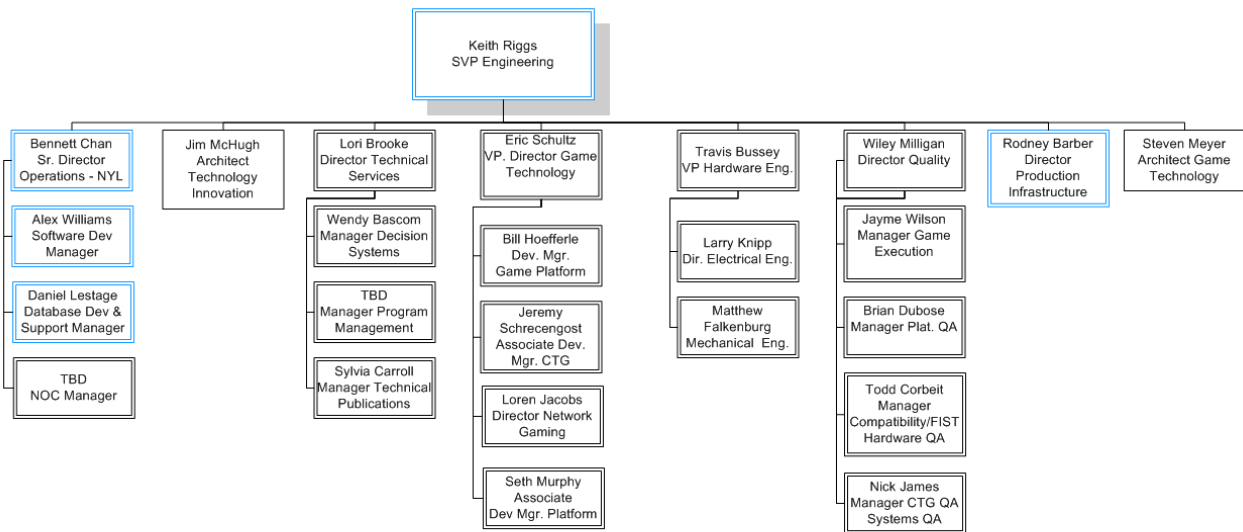 Keith Riggs
SVP Engineering
Bennett Chan
Sr. Director
Operations - NYL
Alex Williams
Software Dev
Manager
Daniel Lestage
Database Dev &
Support Manager
TBD
NOC Manager
Jim McHugh
Architect
Technology
Innovation
Lori Brooke
Director Technical
Services
Wendy Bascom
Manager Decision
Systems
TBD
Manager Program
Management
Sylvia Carroll
Manager Technical
Publications
Eric Schultz
VP. Director Game
Technology
Bill Hoefferle
Dev. Mgr.
Game Platform
Jeremy
Schrecengost
Associate Dev.
Mgr. CTG
Loren Jacobs
Director Network
Gaming
Seth Murphy
Associate
Dev Mgr. Platform
Travis Bussey
VP Hardware Eng.
Larry Knipp
Dir. Electrical Eng.
Matthew
Falkenburg
Mechanical Eng.
Wiley Milligan
Director Quality
Jayme Wilson
Manager Game
Execution
Brian Dubose
Manager Plat. QA
Todd Corbeit
Manager
Compatibility/FIST
Hardware QA
Nick James
Manager CTG QA
Systems QA
Rodney Barber
Director
Production
Infrastructure
Steven Meyer
Architect Game
Technology